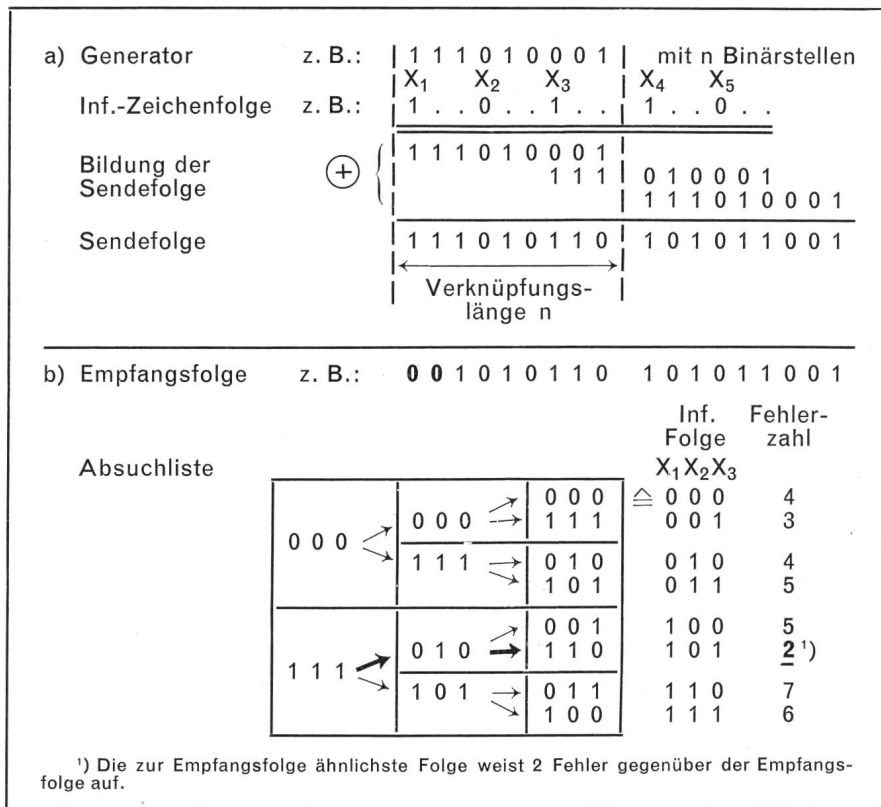 a) Generator z. B.: 1 1 1 0 1 0 0 0 1 mit n Binärstellen
X1 X2 X3 X4 X5
Inf.-Zeichenfolge z. B.: 1 . . 0 . . 1 . . 1 . . 0 . .
1 1 1 0 1 0 0 0 1
Bildung der
Sendefolge
+ { 1 1 1 0 1 0 0 0 1
1 1 1 0 1 0 0 0 1
Sendefolge 1 1 1 0 1 0 1 1 0 1 0 1 0 1 1 0 0 1
Verknüpfungs-
länge n
b) Empfangsfolge z. B.: 0 0 1 0 1 0 1 1 0 1 0 1 0 1 1 0 0 1
Inf. Fehler-
Folge zahl
Absuchliste X1X2X3
0 0 0 ≙ 0 0 0 4
0 0 0 1 1 1 0 0 1 3
0 0 0
1 1 1 0 1 0 0 1 0 4
1 0 1 0 1 1 5
0 0 1 1 0 0 5
0 1 0 1 1 0 1 0 1 2 ¹)
1 1 1
1 0 1 0 1 1 1 1 0 7
1 0 0 1 1 1 6
¹) Die zur Empfangsfolge ähnlichste Folge weist 2 Fehler gegenüber der Empfangs-
folge auf.